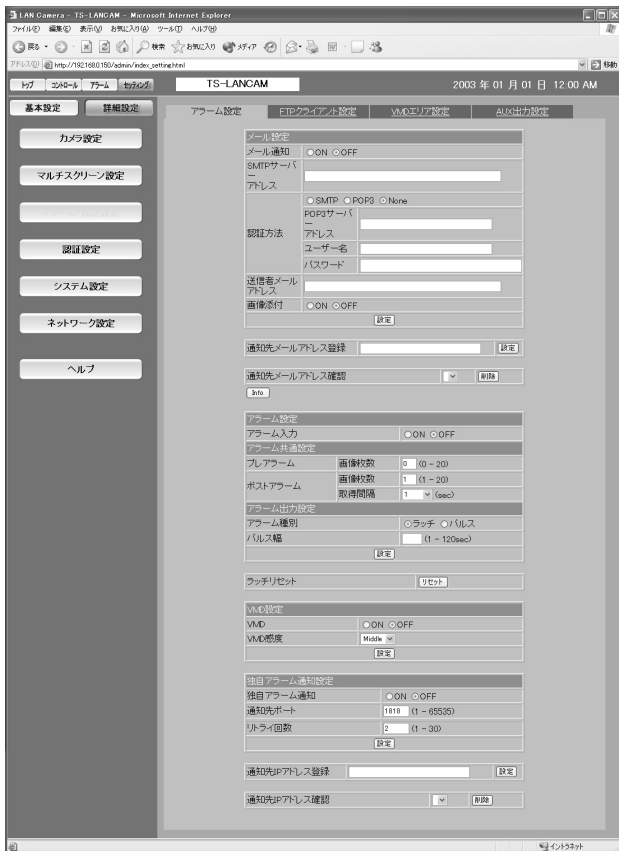 LAN Camera - TS-LANCAM - Microsoft Internet Explorer
ファイル(F) 編集(E) 表示(V) お気に入り(A) ツール(T) ヘルプ(H)
戻る 検索 お気に入り メディア
アドレス(D) http://192.168.0.150/admin/index_setting.html 移動
トップ コントロール アラーム セッティング TS-LANCAM 2003 年 01 月 01 日 12:00 AM
基本設定 詳細設定
カメラ設定
マルチスクリーン設定
認証設定
システム設定
ネットワーク設定
ヘルプ
アラーム設定 FTPクライアント設定 VMDエリア設定 AUX出力設定
メール設定
メール通知 ON OFF
SMTPサーバ
ー
アドレス
認証方法 SMTP POP3 None
POP3サーバ
ー
アドレス
ユーザー名
パスワード
送信者メール
アドレス
画像添付 ON OFF
設定
通知先メールアドレス登録 設定
通知先メールアドレス確認 削除
Info
アラーム設定
アラーム入力 ON OFF
アラーム共通設定
プレアラーム 画像枚数 0 (0 - 20)
ポストアラーム 画像枚数 1 (1 - 20)
取得間隔 1 (sec)
アラーム出力設定
アラーム種別 ラッチ パルス
パルス幅 (1 - 120sec)
設定
ラッチリセット リセット
VMD設定
VMD ON OFF
VMD感度 Middle
設定
独自アラーム通知設定
独自アラーム通知 ON OFF
通知先ポート 1818 (1 - 65535)
リトライ回数 2 (1 - 30)
設定
通知先IPアドレス登録 設定
通知先IPアドレス確認 削除
イントラネット